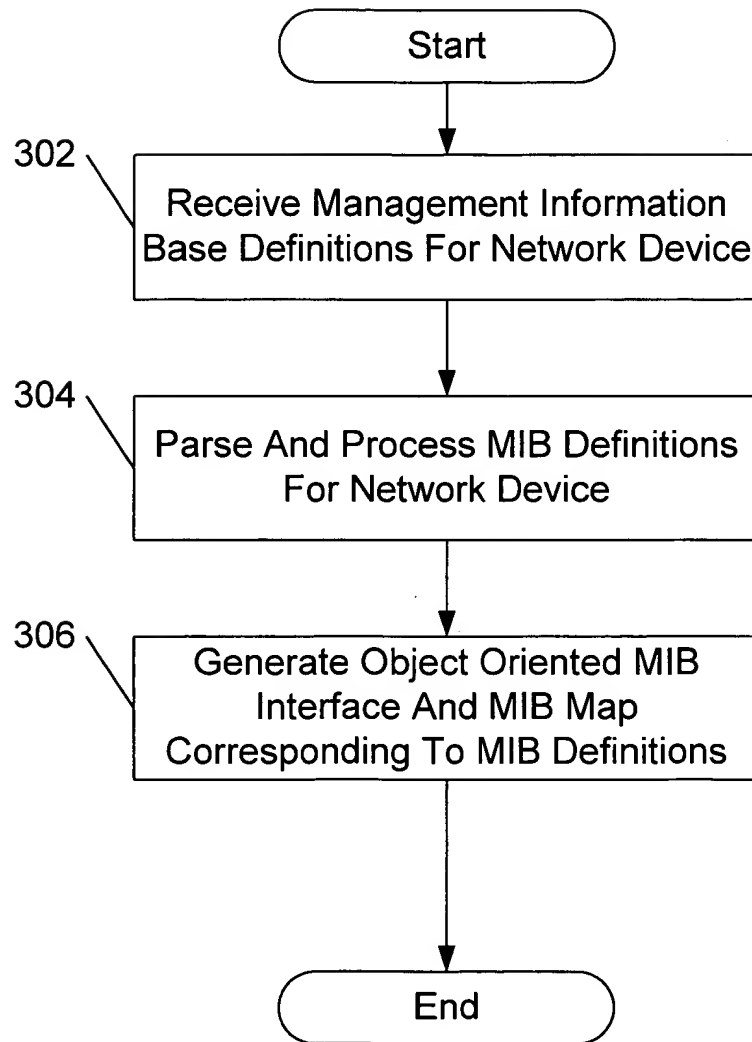 Start
302
Receive Management Information
Base Definitions For Network Device
304
Parse And Process MIB Definitions
For Network Device
306
Generate Object Oriented MIB
Interface And MIB Map
Corresponding To MIB Definitions
End